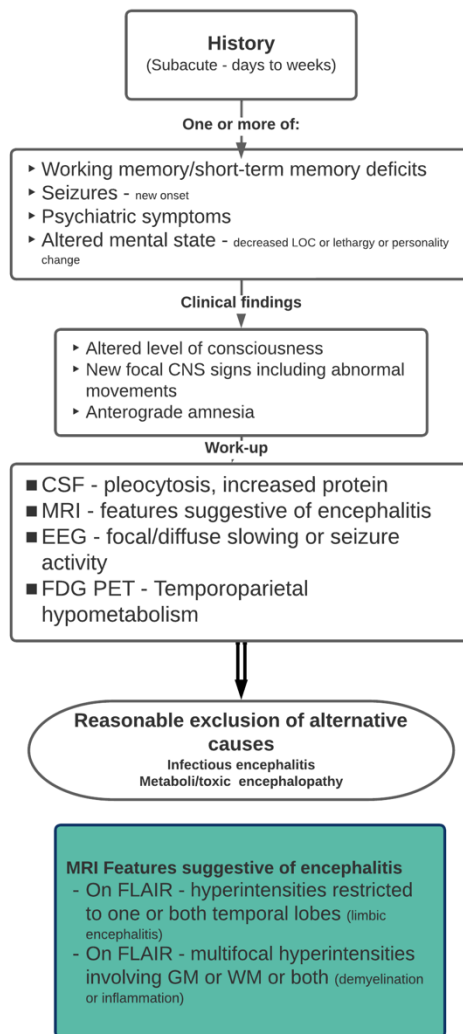 History
(Subacute - days to weeks)
One or more of:
‣ Working memory/short-term memory deficits
‣ Seizures - new onset
‣ Psychiatric symptoms
‣ Altered mental state - decreased LOC or lethargy or personality
change
Clinical findings
‣ Altered level of consciousness
‣ New focal CNS signs including abnormal
movements
‣ Anterograde amnesia
Work-up
■ CSF - pleocytosis, increased protein
■ MRI - features suggestive of encephalitis
■ EEG - focal/diffuse slowing or seizure
activity
■ FDG PET - Temporoparietal
hypometabolism
Reasonable exclusion of alternative
causes
Infectious encephalitis
Metaboli/toxic encephalopathy
MRI Features suggestive of encephalitis
- On FLAIR - hyperintensities restricted
to one or both temporal lobes (limbic
encephalitis)
- On FLAIR - multifocal hyperintensities
involving GM or WM or both (demyelination
or inflammation)